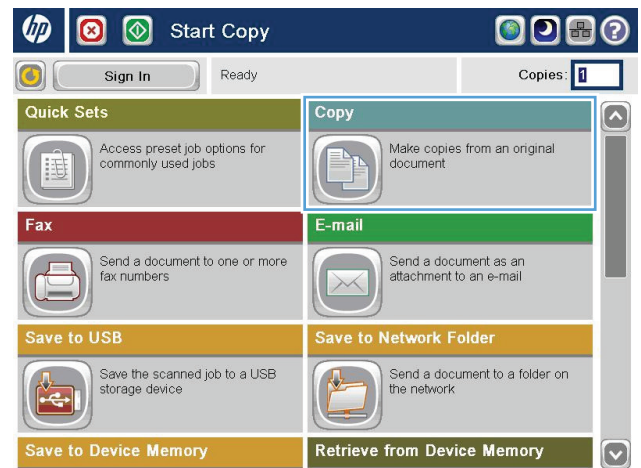 hp Start Copy ?
Sign In Ready Copies: 1
Quick Sets
Access preset job options for
commonly used jobs
Copy
Make copies from an original
document
Fax
Send a document to one or more
fax numbers
E-mail
Send a document as an
attachment to an e-mail
Save to USB
Save the scanned job to a USB
storage device
Save to Network Folder
Send a document to a folder on
the network
Save to Device Memory
Retrieve from Device Memory